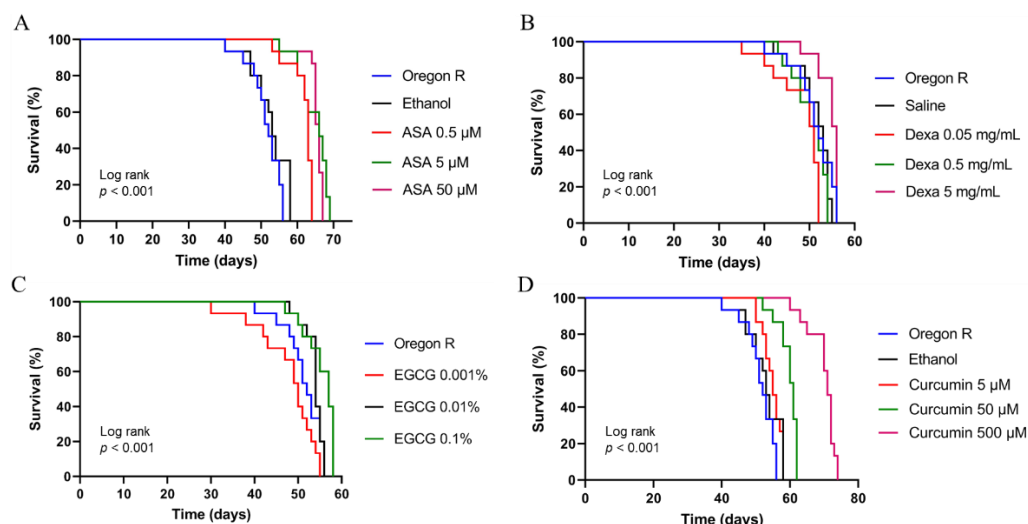 A
Survival (%)
100
80
60
40
20
0
Log rank
p < 0.001
0 10 20 30 40 50 60 70
Time (days)
Oregon R
Ethanol
ASA 0.5 µM
ASA 5 µM
ASA 50 µM
B
Survival (%)
100
80
60
40
20
0
Log rank
p < 0.001
0 10 20 30 40 50 60
Time (days)
Oregon R
Saline
Dexa 0.05 mg/mL
Dexa 0.5 mg/mL
Dexa 5 mg/mL
C
Survival (%)
100
80
60
40
20
0
Log rank
p < 0.001
0 10 20 30 40 50 60
Time (days)
Oregon R
EGCG 0.001%
EGCG 0.01%
EGCG 0.1%
D
Survival (%)
100
80
60
40
20
0
Log rank
p < 0.001
0 20 40 60 80
Time (days)
Oregon R
Ethanol
Curcumin 5 µM
Curcumin 50 µM
Curcumin 500 µM